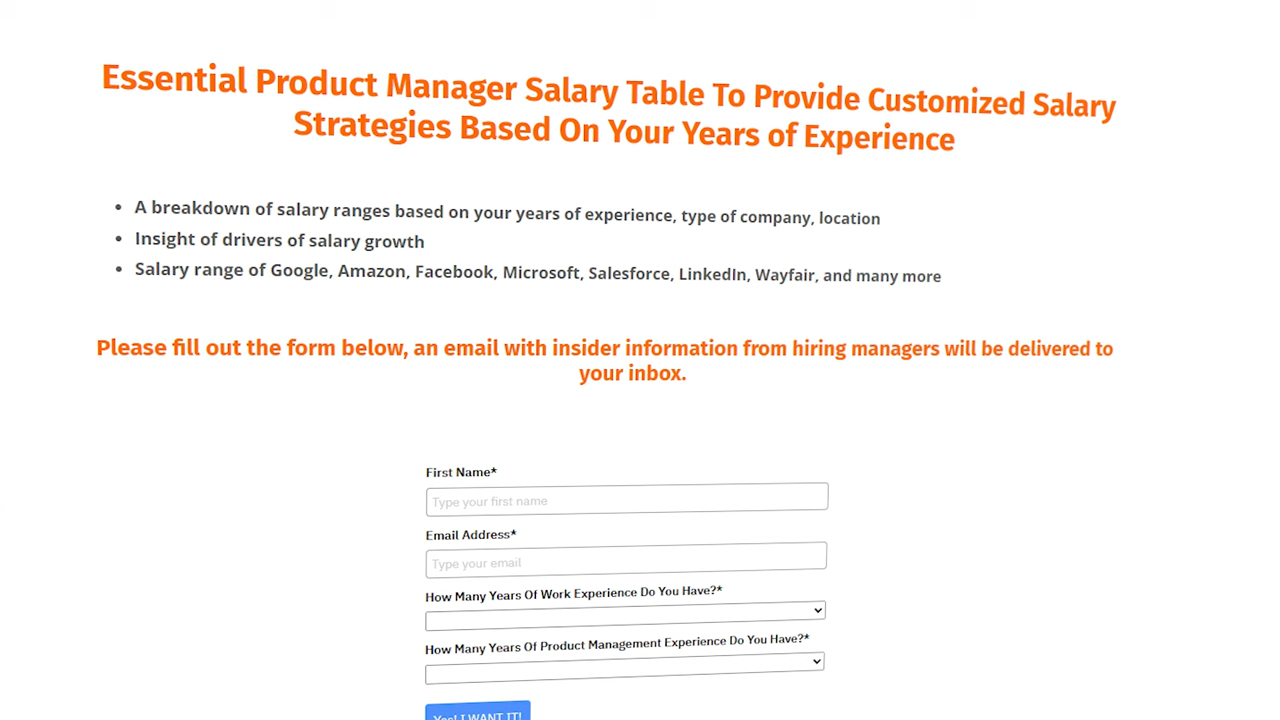 Essential Product Manager Salary Table To Provide Customized Salary
Strategies Based On Your Years of Experience
• A breakdown of salary ranges based on your years of experience, type of company, location
• Insight of drivers of salary growth
• Salary range of Google, Amazon, Facebook, Microsoft, Salesforce, LinkedIn, Wayfair, and many more
Please fill out the form below, an email with insider information from hiring managers will be delivered to
your inbox.
First Name*
Type your first name
Email Address*
Type your email
How Many Years Of Work Experience Do You Have?*
How Many Years Of Product Management Experience Do You Have?*
Yes! I WANT IT!